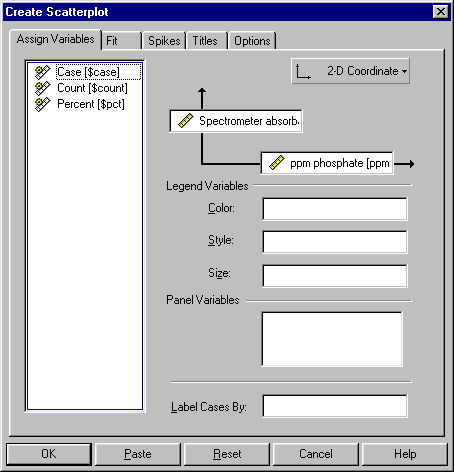 Create Scatterplot
Assign Variables Fit Spikes Titles Options
Case [$case]
Count [$count]
Percent [$pct]
2-D Coordinate
Spectrometer absorb
ppm phosphate [ppm
Legend Variables
Color:
Style:
Size:
Panel Variables
Label Cases By:
OK Paste Reset Cancel Help